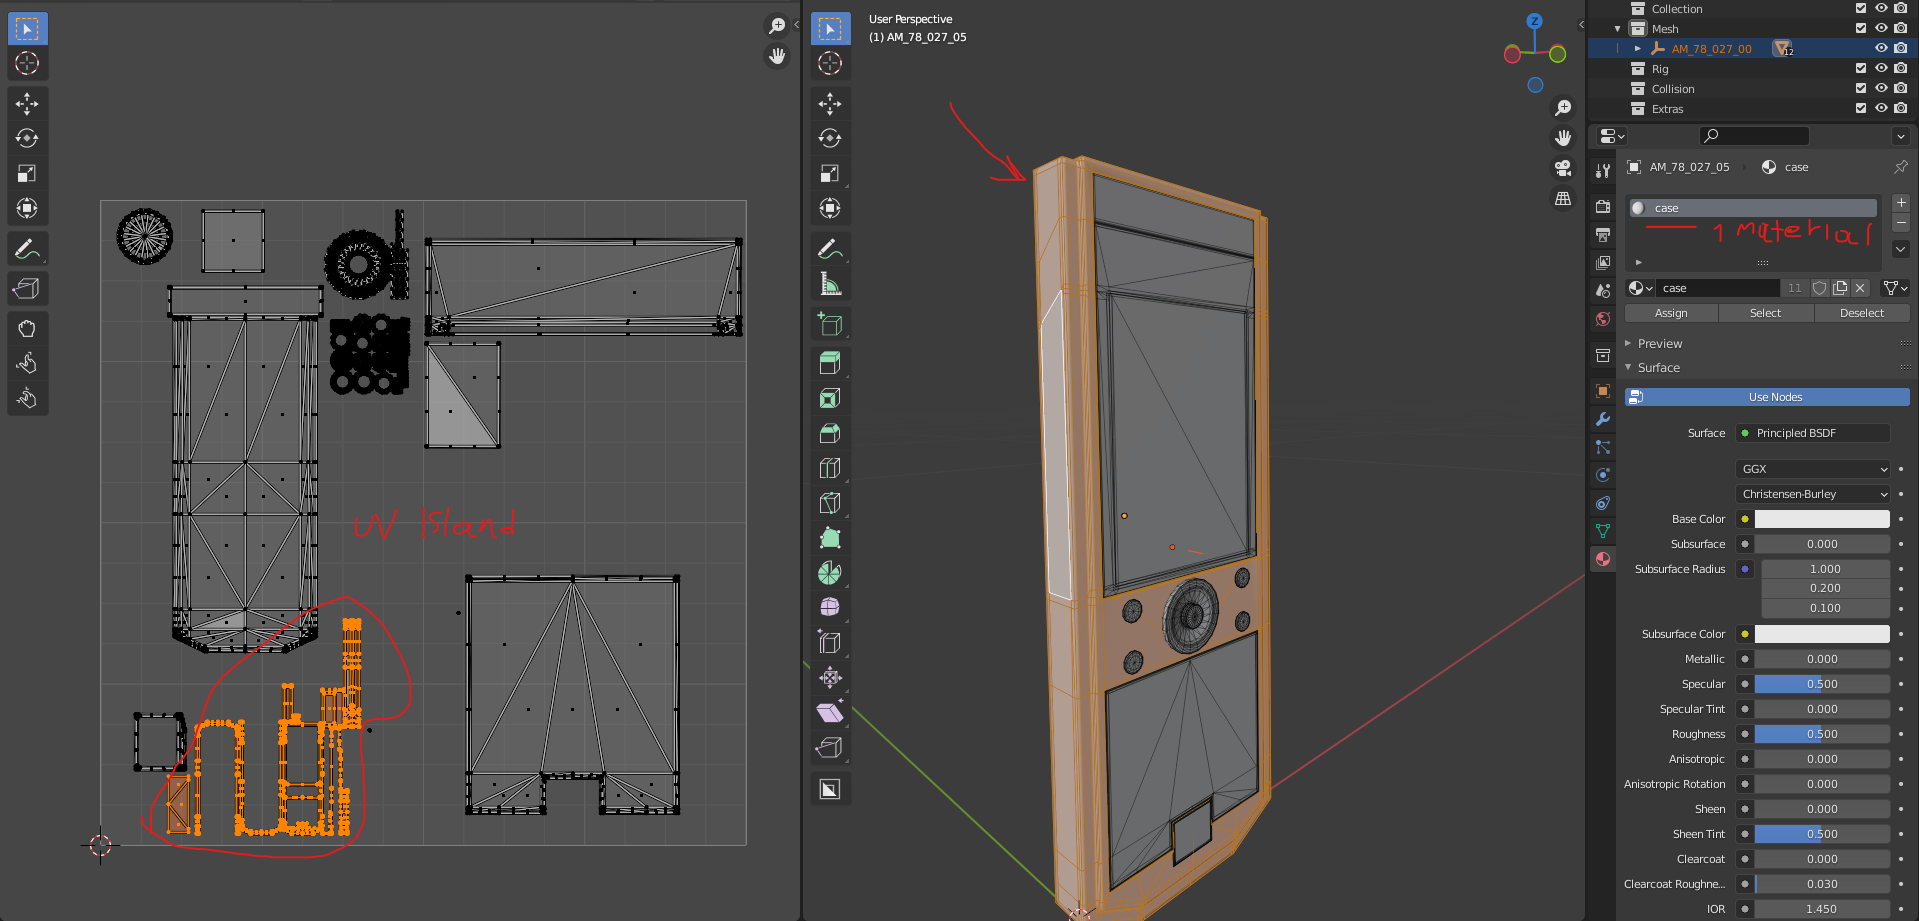 User Perspective
(1) AM_78_027_05
Z
Collection
Mesh
AM_78_027_00
12
Rig
Collision
Extras
AM_78_027_05
case
case
1 material
case
11
Assign
Select
Deselect
Preview
Surface
Use Nodes
Surface
Principled BSDF
GGX
Christensen-Burley
Base Color
Subsurface
0.000
Subsurface Radius
1.000
0.200
0.100
Subsurface Color
Metallic
0.000
Specular
0.500
Specular Tint
0.000
Roughness
0.500
Anisotropic
0.000
Anisotropic Rotation
0.000
Sheen
0.000
Sheen Tint
0.500
Clearcoat
0.000
Clearcoat Roughne...
0.030
IOR
1.450
UV Island